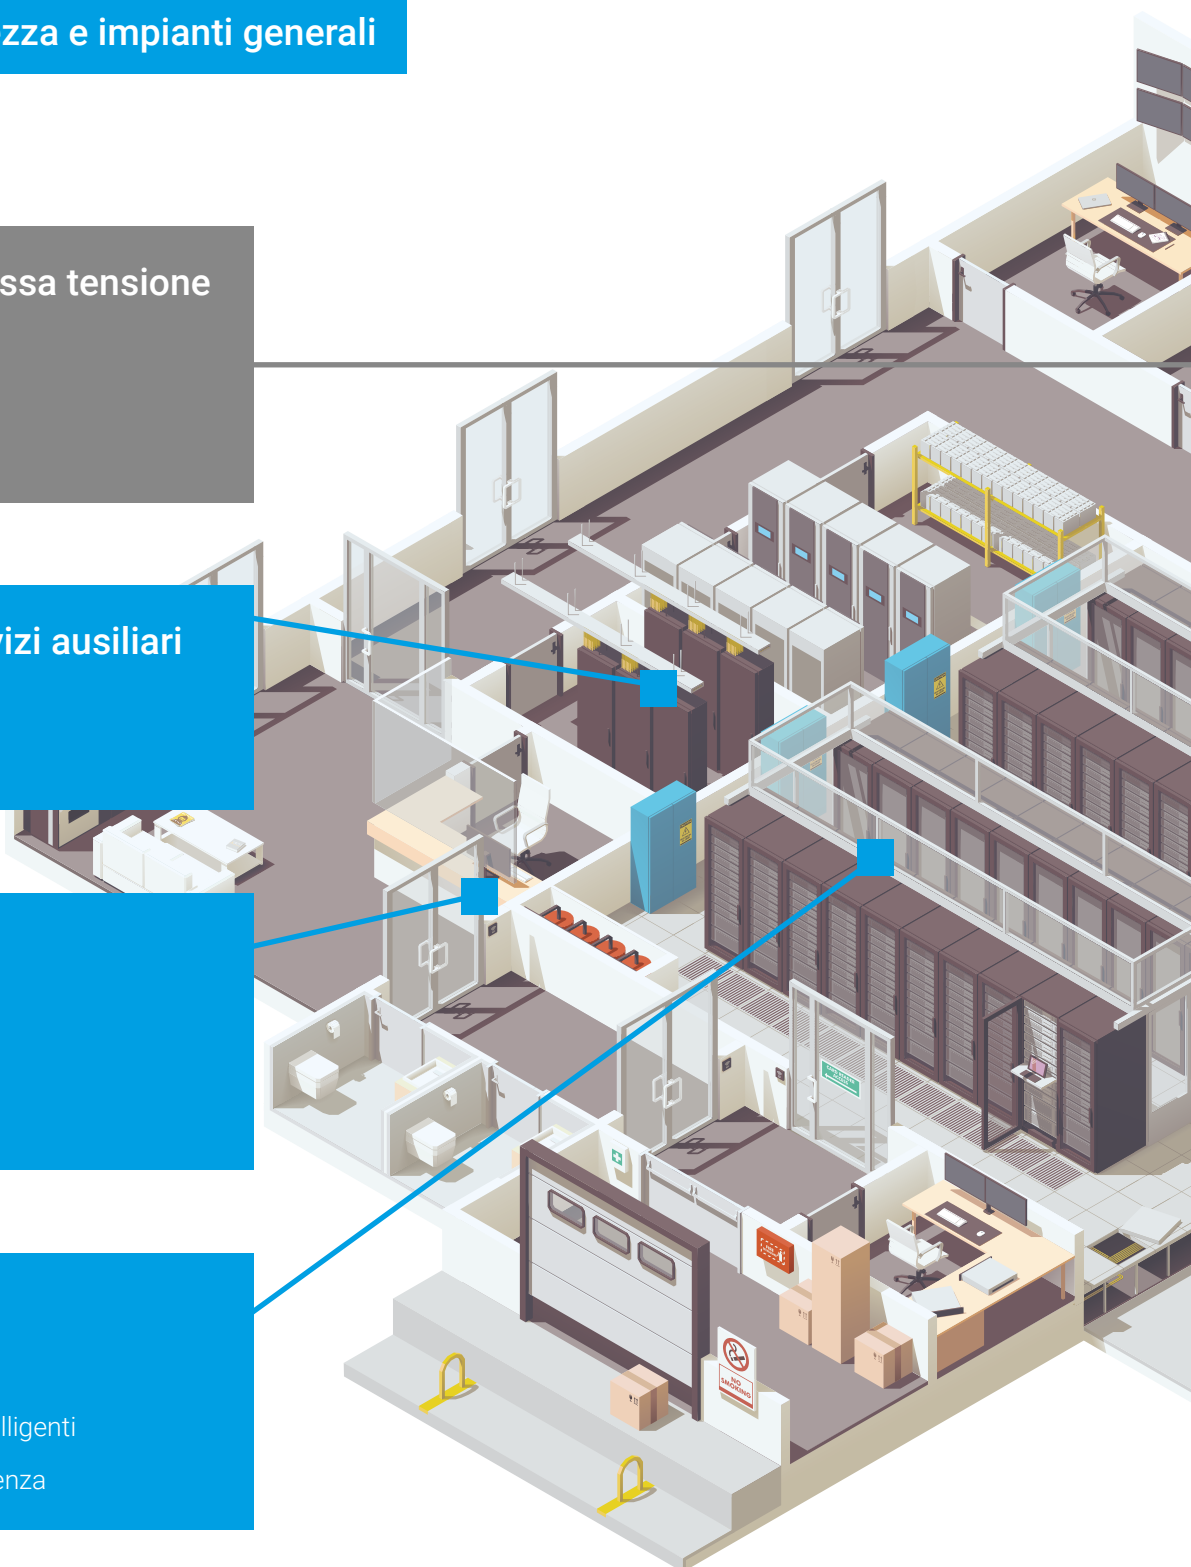 zza e impianti generali
ssa tensione
vizi ausiliari
lligenti
enza
NO
SMOKING